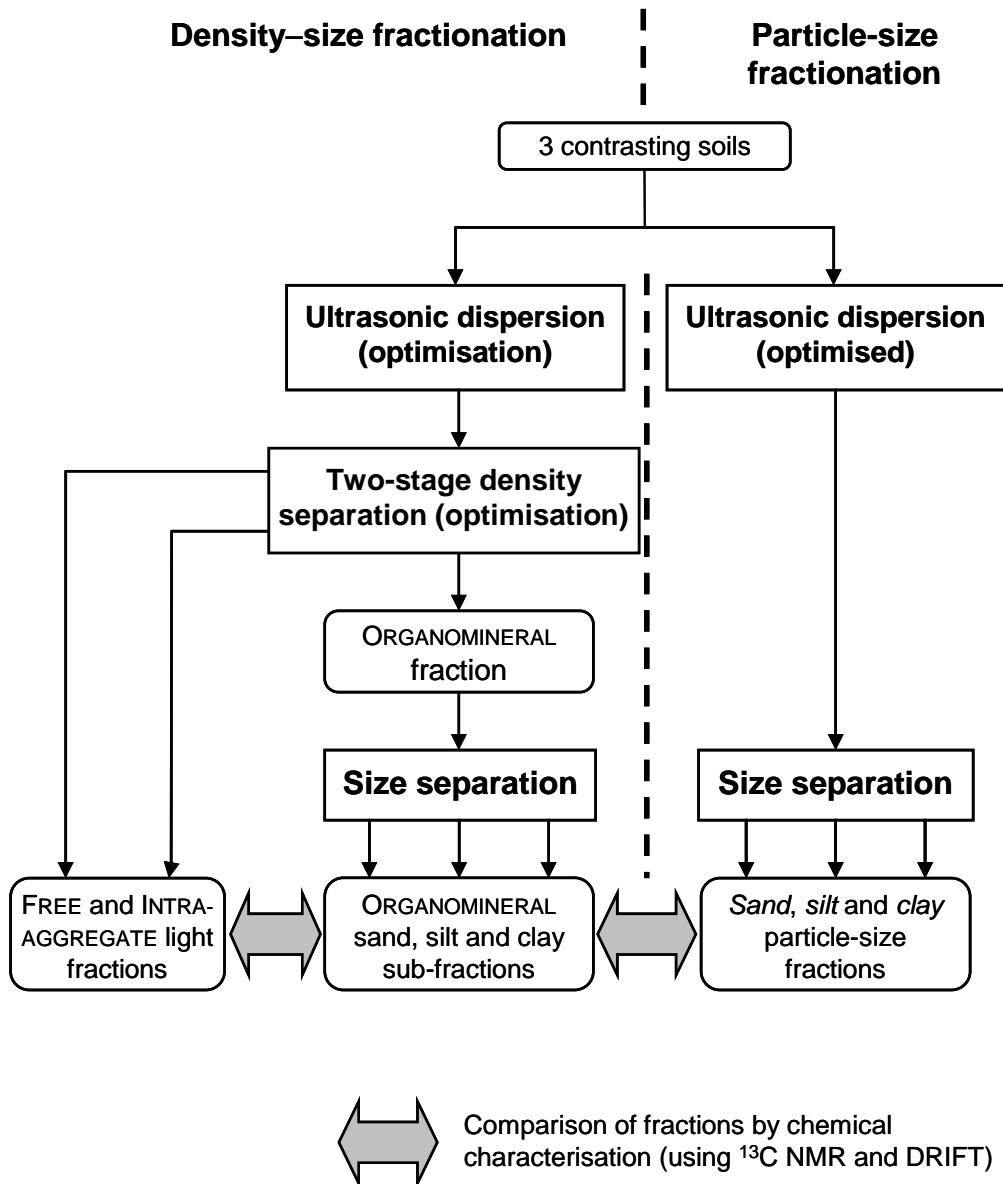 Density–size fractionation
Particle-size
fractionation
3 contrasting soils
Ultrasonic dispersion
(optimisation)
Ultrasonic dispersion
(optimised)
Two-stage density
separation (optimisation)
ORGANOMINERAL
fraction
Size separation
Size separation
FREE and INTRA-
AGGREGATE light
fractions
ORGANOMINERAL
sand, silt and clay
sub-fractions
Sand, silt and clay
particle-size
fractions
Comparison of fractions by chemical
characterisation (using ¹³C NMR and DRIFT)